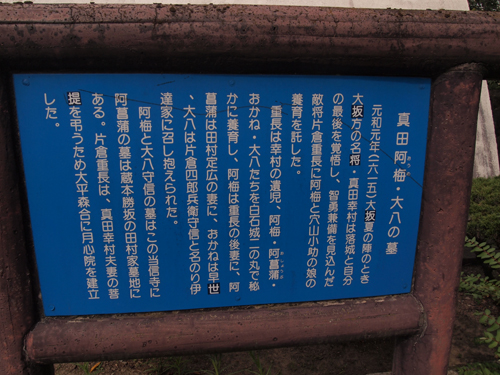 真田阿梅・大八の墓
元和元年(一六一五)大坂夏の陣のとき
大坂方の名将・真田幸村は落城と自分
の最後を覚悟し、智勇兼備を見込んだ
敵将片倉重長に阿梅と穴山小助の娘の
養育を託した。
重長は幸村の遺児、阿梅・阿菖蒲・
おかね・大八たちを白石城二の丸で秘
かに養育し、阿梅は重長の後妻に、阿
菖蒲は田村定広の妻に、おかねは早世
、大八は片倉四郎兵衛守信と名のり伊
達家に召し抱えられた。
阿梅と大八守信の墓はこの当信寺に
阿菖蒲の墓は蔵本勝坂の田村家墓地に
ある。片倉重長は、真田幸村夫妻の菩
提を弔うため大平森合に月心院を建立
した。